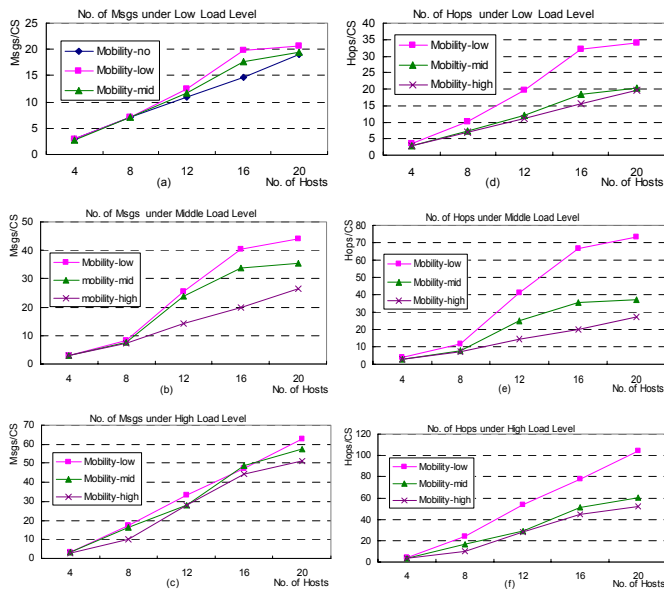 No. of Msgs under Low Load Level
Msgs/CS
25
20
15
10
5
0
Mobility-no
Mobility-low
Mobility-mid
4 8 12 16 20
(a)
No. of Hosts
No. of Hops under Low Load Level
Hops/CS
40
35
30
25
20
15
10
5
0
Mobility-low
Mobiltiy-mid
Mobility-high
4 8 12 16 20
(d)
No. of Hosts
No. of Msgs under Middle Load Level
Msgs/CS
50
40
30
20
10
0
Mobility-low
mobility-mid
mobility-high
4 8 12 16 20
(b)
No. of Hosts
No. of Hops under Middle Load Level
Hops/CS
80
70
60
50
40
30
20
10
0
Mobility-low
Mobility-mid
Mobility-high
4 8 12 16 20
(e)
No. of Hosts
No. of Msgs under High Load Level
Msgs/CS
70
60
50
40
30
20
10
0
Mobility-low
Mobility-mid
Mobility-high
4 8 12 16 20
(c)
No. of Hosts
No. of Hops under High Load Level
Hops/CS
120
100
80
60
40
20
0
Mobility-low
Mobility-mid
Mobility-high
4 8 12 16 20
(f)
No. of Hosts